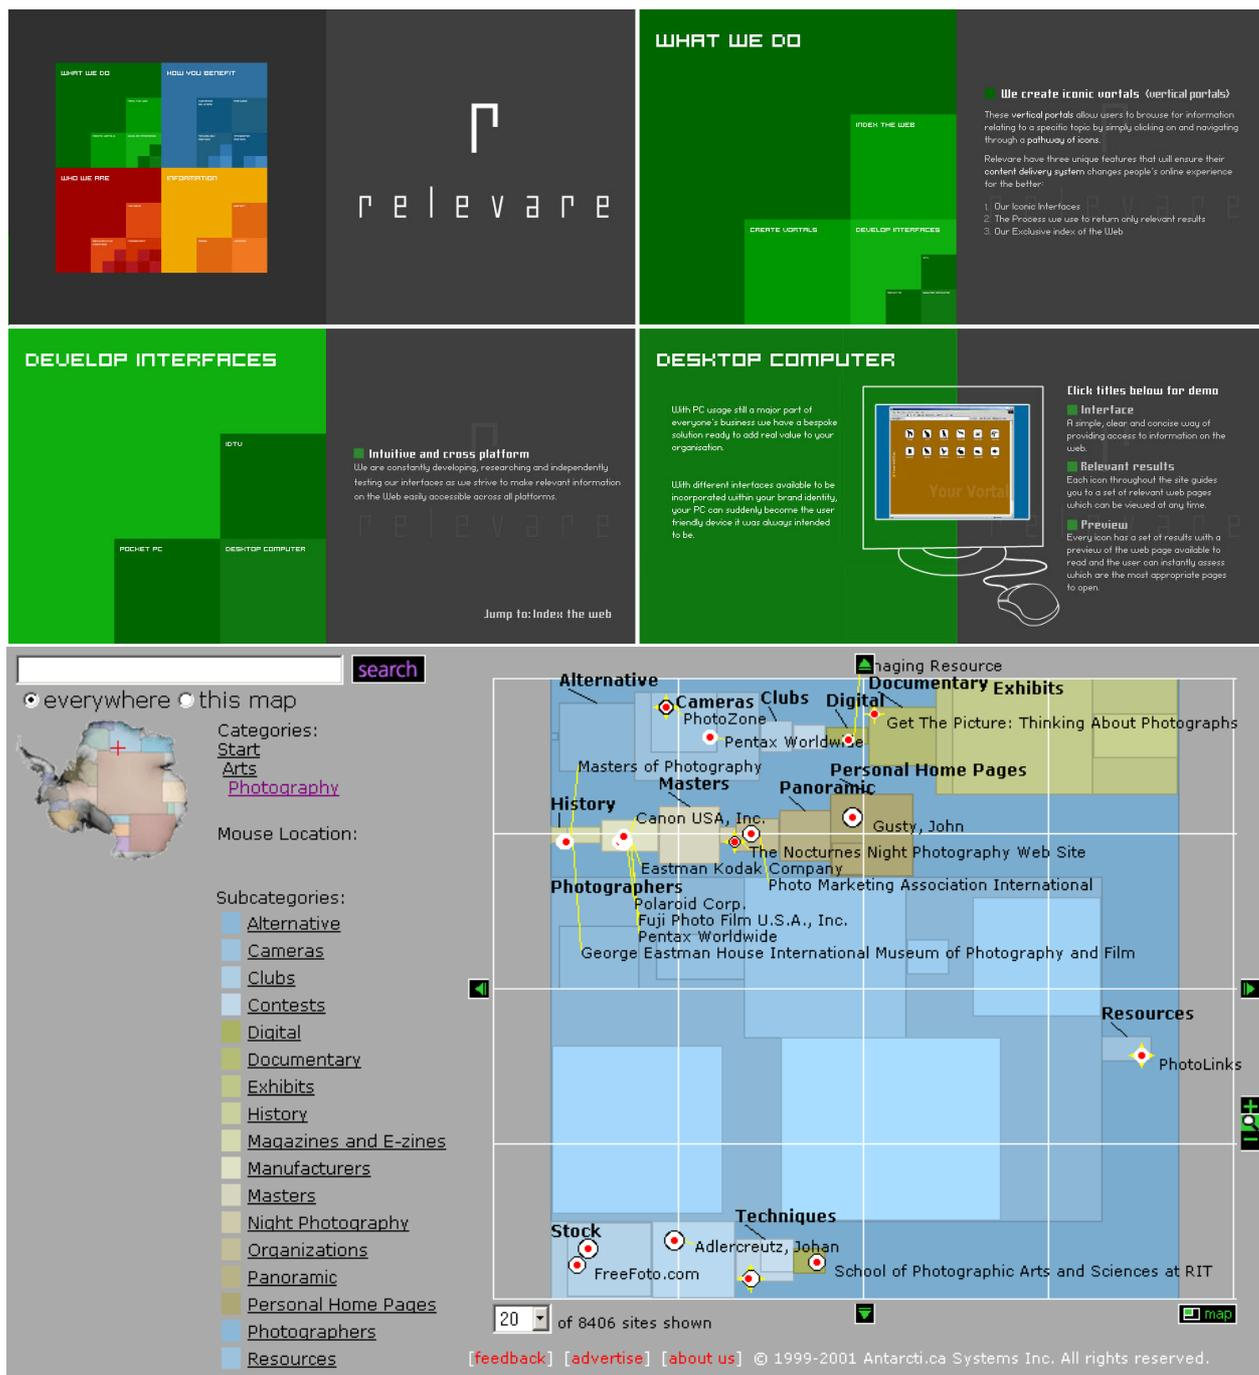 WHAT WE DO
HOW YOU BENEFIT
WHO WE ARE
INFORMATION
r
relevare
WHAT WE DO
INDEX THE WEB
CREATE VORTALS
DEVELOP INTERFACES
We create iconic vortals (vertical portals)
These vertical portals allow users to browse for information
relating to a specific topic by simply clicking on and navigating
through a pathway of icons.
Relevare have three unique features that will ensure their
content delivery system changes people's online experience
for the better:
1. Our Iconic Interfaces
2. The Process we use to return only relevant results
3. Our Exclusive index of the Web
DEVELOP INTERFACES
IDTV
POCKET PC
DESKTOP COMPUTER
Intuitive and cross platform
We are constantly developing, researching and independently
testing our interfaces as we strive to make relevant information
on the Web easily accessible across all platforms.
relevare
Jump to: Index the web
DESKTOP COMPUTER
With PC usage still a major part of
everyone's business we have a bespoke
solution ready to add real value to your
organisation.
With different interfaces available to be
incorporated within your brand identity,
your PC can suddenly become the user
friendly device it was always intended
to be.
Your Vortal
Click titles below for demo
Interface
A simple, clear and concise way of
providing access to information on the
web.
Relevant results
Each icon throughout the site guides
you to a set of relevant web pages
which can be viewed at any time.
Preview
Every icon has a set of results with a
preview of the web page available to
read and the user can instantly assess
which are the most appropriate pages
to open.
search
everywhere this map
Categories:
Start
Arts
Photography
Mouse Location:
Subcategories:
Alternative
Cameras
Clubs
Contests
Digital
Documentary
Exhibits
History
Magazines and E-zines
Manufacturers
Masters
Night Photography
Organizations
Panoramic
Personal Home Pages
Photographers
Resources
maging Resource
Alternative
Documentary
Exhibits
Cameras
Clubs
Digital
PhotoZone
Get The Picture: Thinking About Photographs
Pentax Worldwide
Masters of Photography
Personal Home Pages
Masters
Panoramic
History
Canon USA, Inc.
Gusty, John
The Nocturnes Night Photography Web Site
Eastman Kodak Company
Photographers
Photo Marketing Association International
Polaroid Corp.
Fuji Photo Film U.S.A., Inc.
Pentax Worldwide
George Eastman House International Museum of Photography and Film
Resources
PhotoLinks
Techniques
Stock
Adlercreutz, Johan
FreeFoto.com
School of Photographic Arts and Sciences at RIT
20 of 8406 sites shown
map
[feedback] [advertise] [about us] © 1999-2001 Antarcti.ca Systems Inc. All rights reserved.